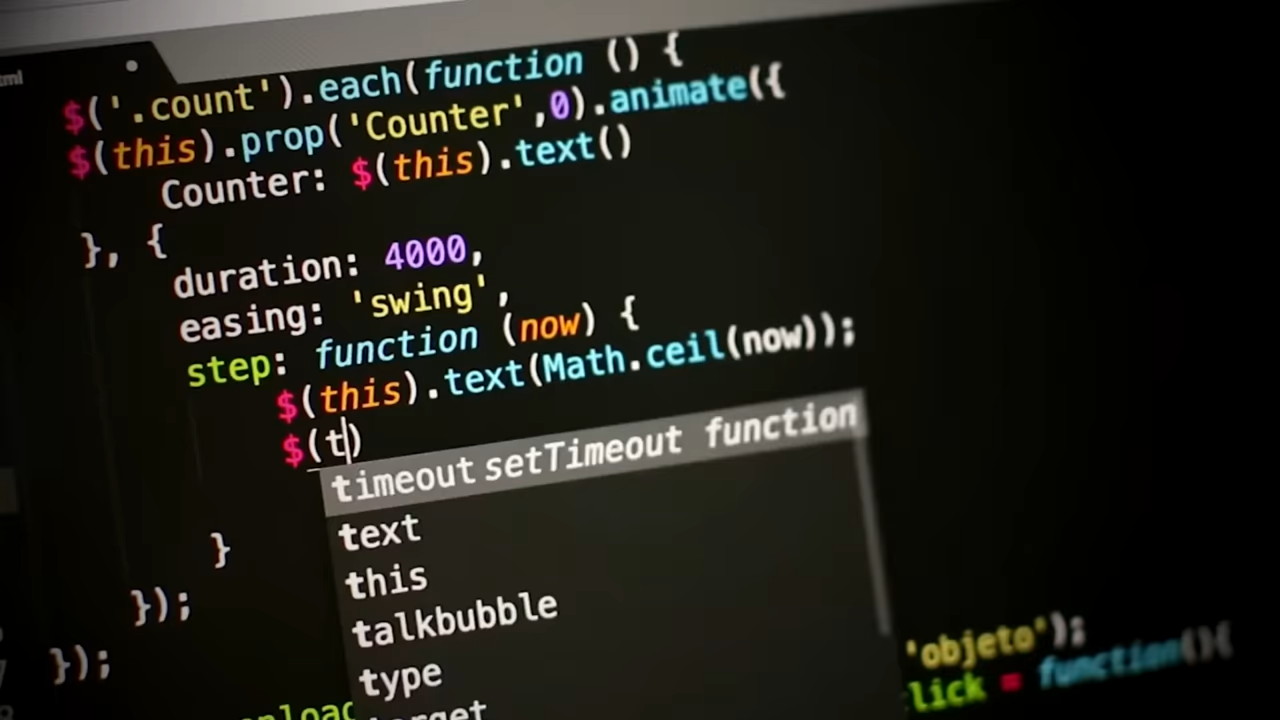 $('.count').each(function () {
$(this).prop('Counter',0).animate({
Counter: $(this).text()
}, {
duration: 4000,
easing: 'swing',
step: function (now) {
$(this).text(Math.ceil(now));
$(t)
timeout setTimeout function
text
this
talkbubble
type
target
}
});
});
'objeto');
lick = function(){